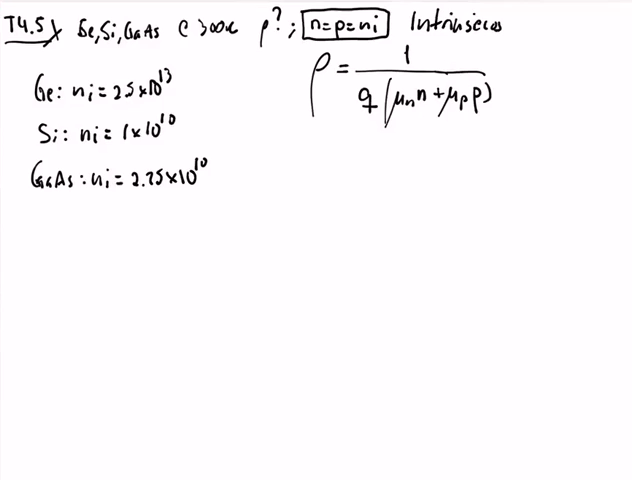 T4.5) Ge, Si, GaAs @ 300K ρ? ; n=p=ni Intrínsecos
ρ = 1 / q (μn n + μp p)
Ge: ni = 2.5×10^13
Si: ni = 1×10^10
GaAs: ni = 2.25×10^10